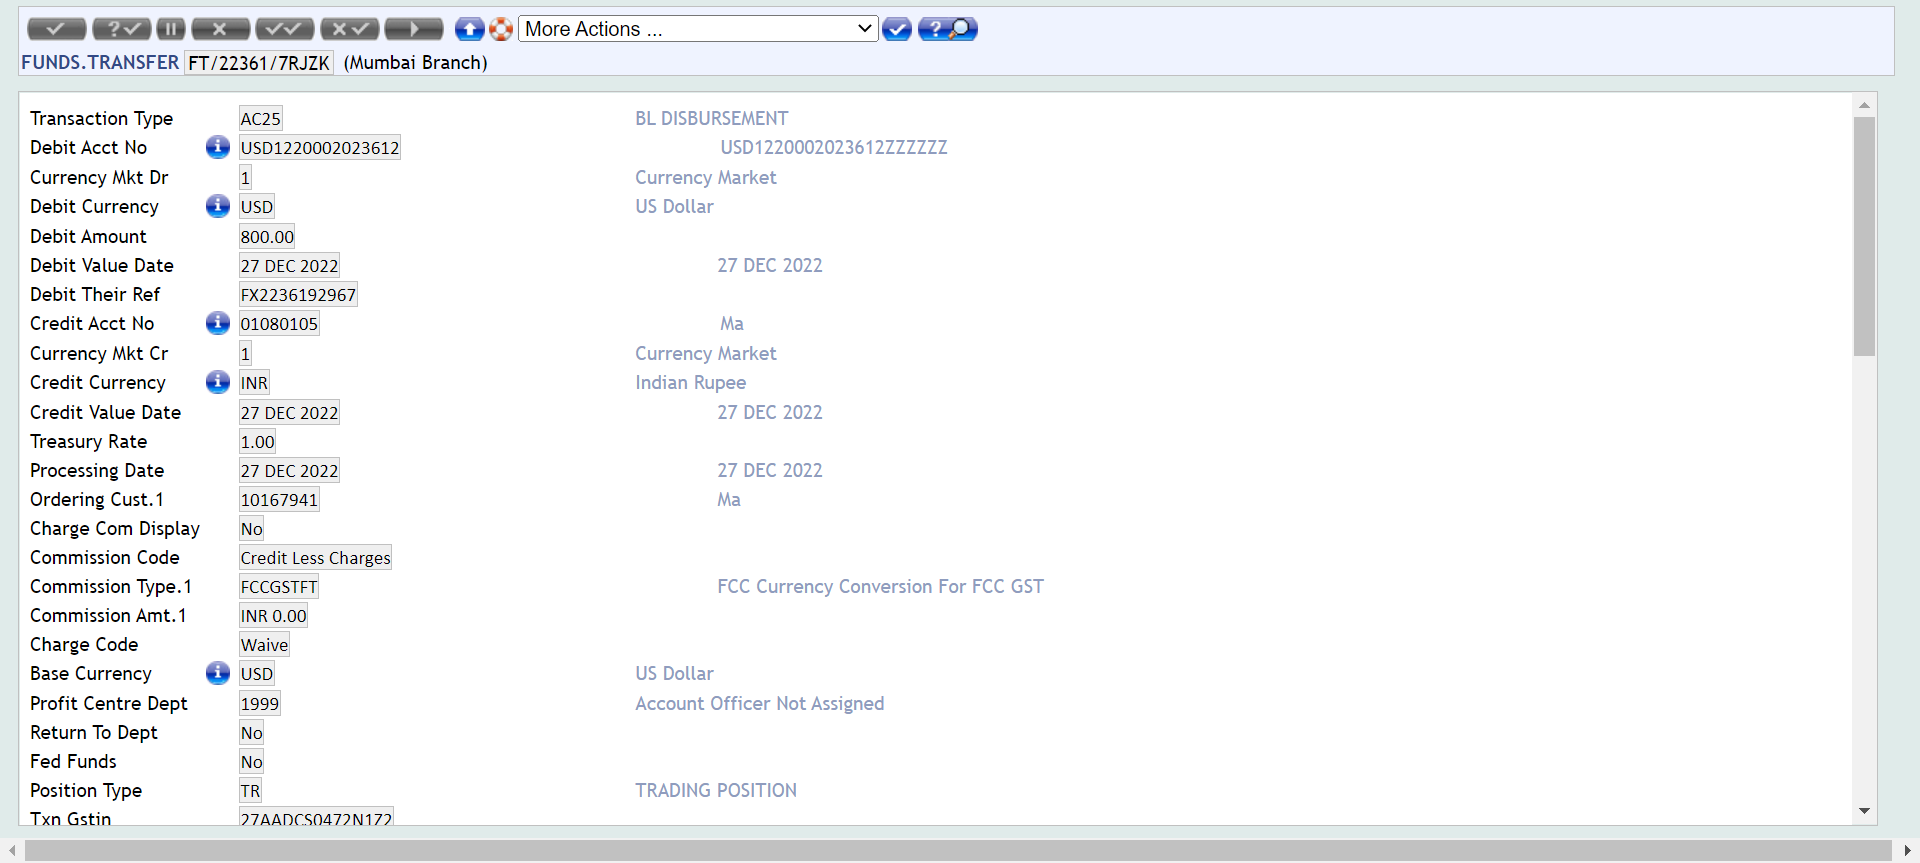 More Actions ...
FUNDS.TRANSFER FT/22361/7RJZK (Mumbai Branch)
Transaction Type AC25 BL DISBURSEMENT
Debit Acct No USD1220002023612 USD1220002023612ZZZZZZ
Currency Mkt Dr 1 Currency Market
Debit Currency USD US Dollar
Debit Amount 800.00
Debit Value Date 27 DEC 2022 27 DEC 2022
Debit Their Ref FX2236192967
Credit Acct No 01080105 Ma
Currency Mkt Cr 1 Currency Market
Credit Currency INR Indian Rupee
Credit Value Date 27 DEC 2022 27 DEC 2022
Treasury Rate 1.00
Processing Date 27 DEC 2022 27 DEC 2022
Ordering Cust.1 10167941 Ma
Charge Com Display No
Commission Code Credit Less Charges
Commission Type.1 FCCGSTFT FCC Currency Conversion For FCC GST
Commission Amt.1 INR 0.00
Charge Code Waive
Base Currency USD US Dollar
Profit Centre Dept 1999 Account Officer Not Assigned
Return To Dept No
Fed Funds No
Position Type TR TRADING POSITION
Txn Gstin 27AADCS0472N1Z2